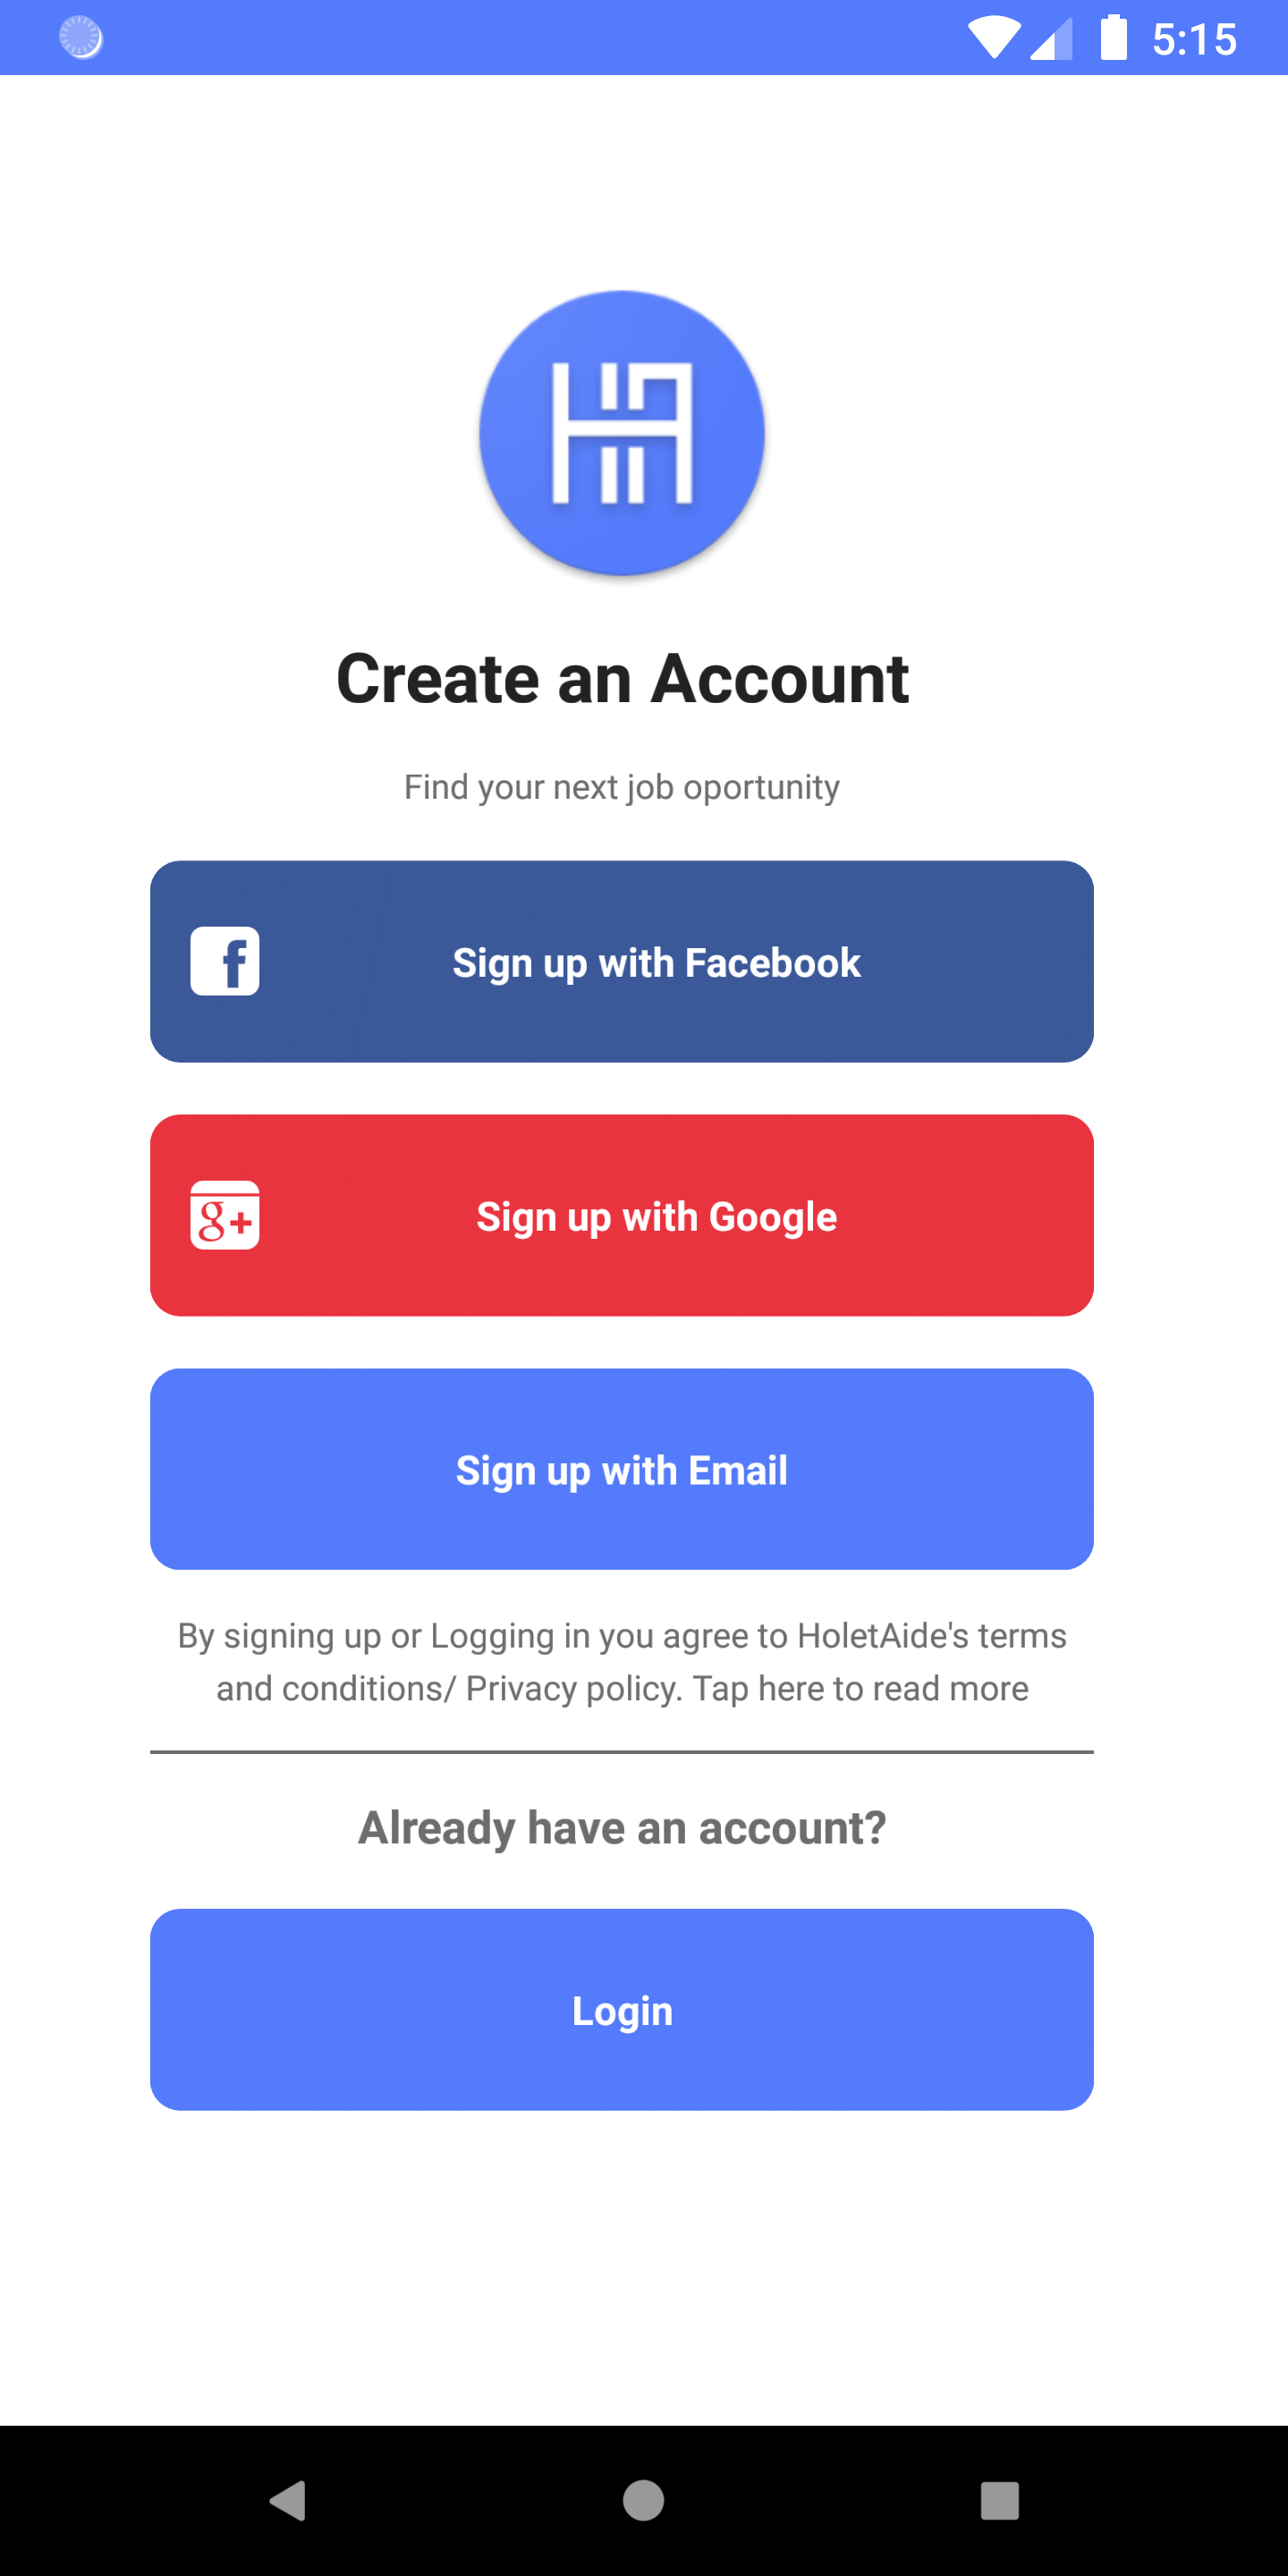 5:15
HA
Create an Account
Find your next job oportunity
f
Sign up with Facebook
g+
Sign up with Google
Sign up with Email
By signing up or Logging in you agree to HoletAide's terms
and conditions/ Privacy policy. Tap here to read more
Already have an account?
Login